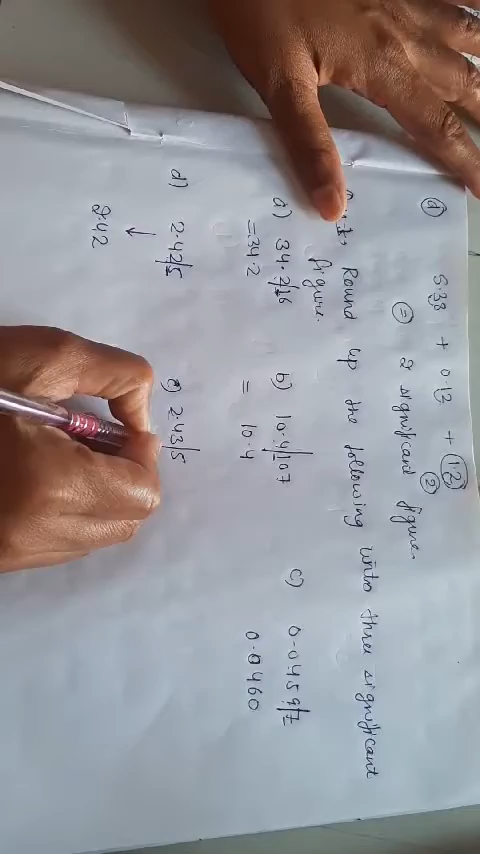 d) 5.38 + 0.12 + 1.2
② 
= 2 significant figure.
Round up the following into three significant
figure.
a) 34.216 b) 10.4107 c) 0.04597
= 34.2 = 10.4 0.0460
d) 2.425 e) 2.435
↓
2.42